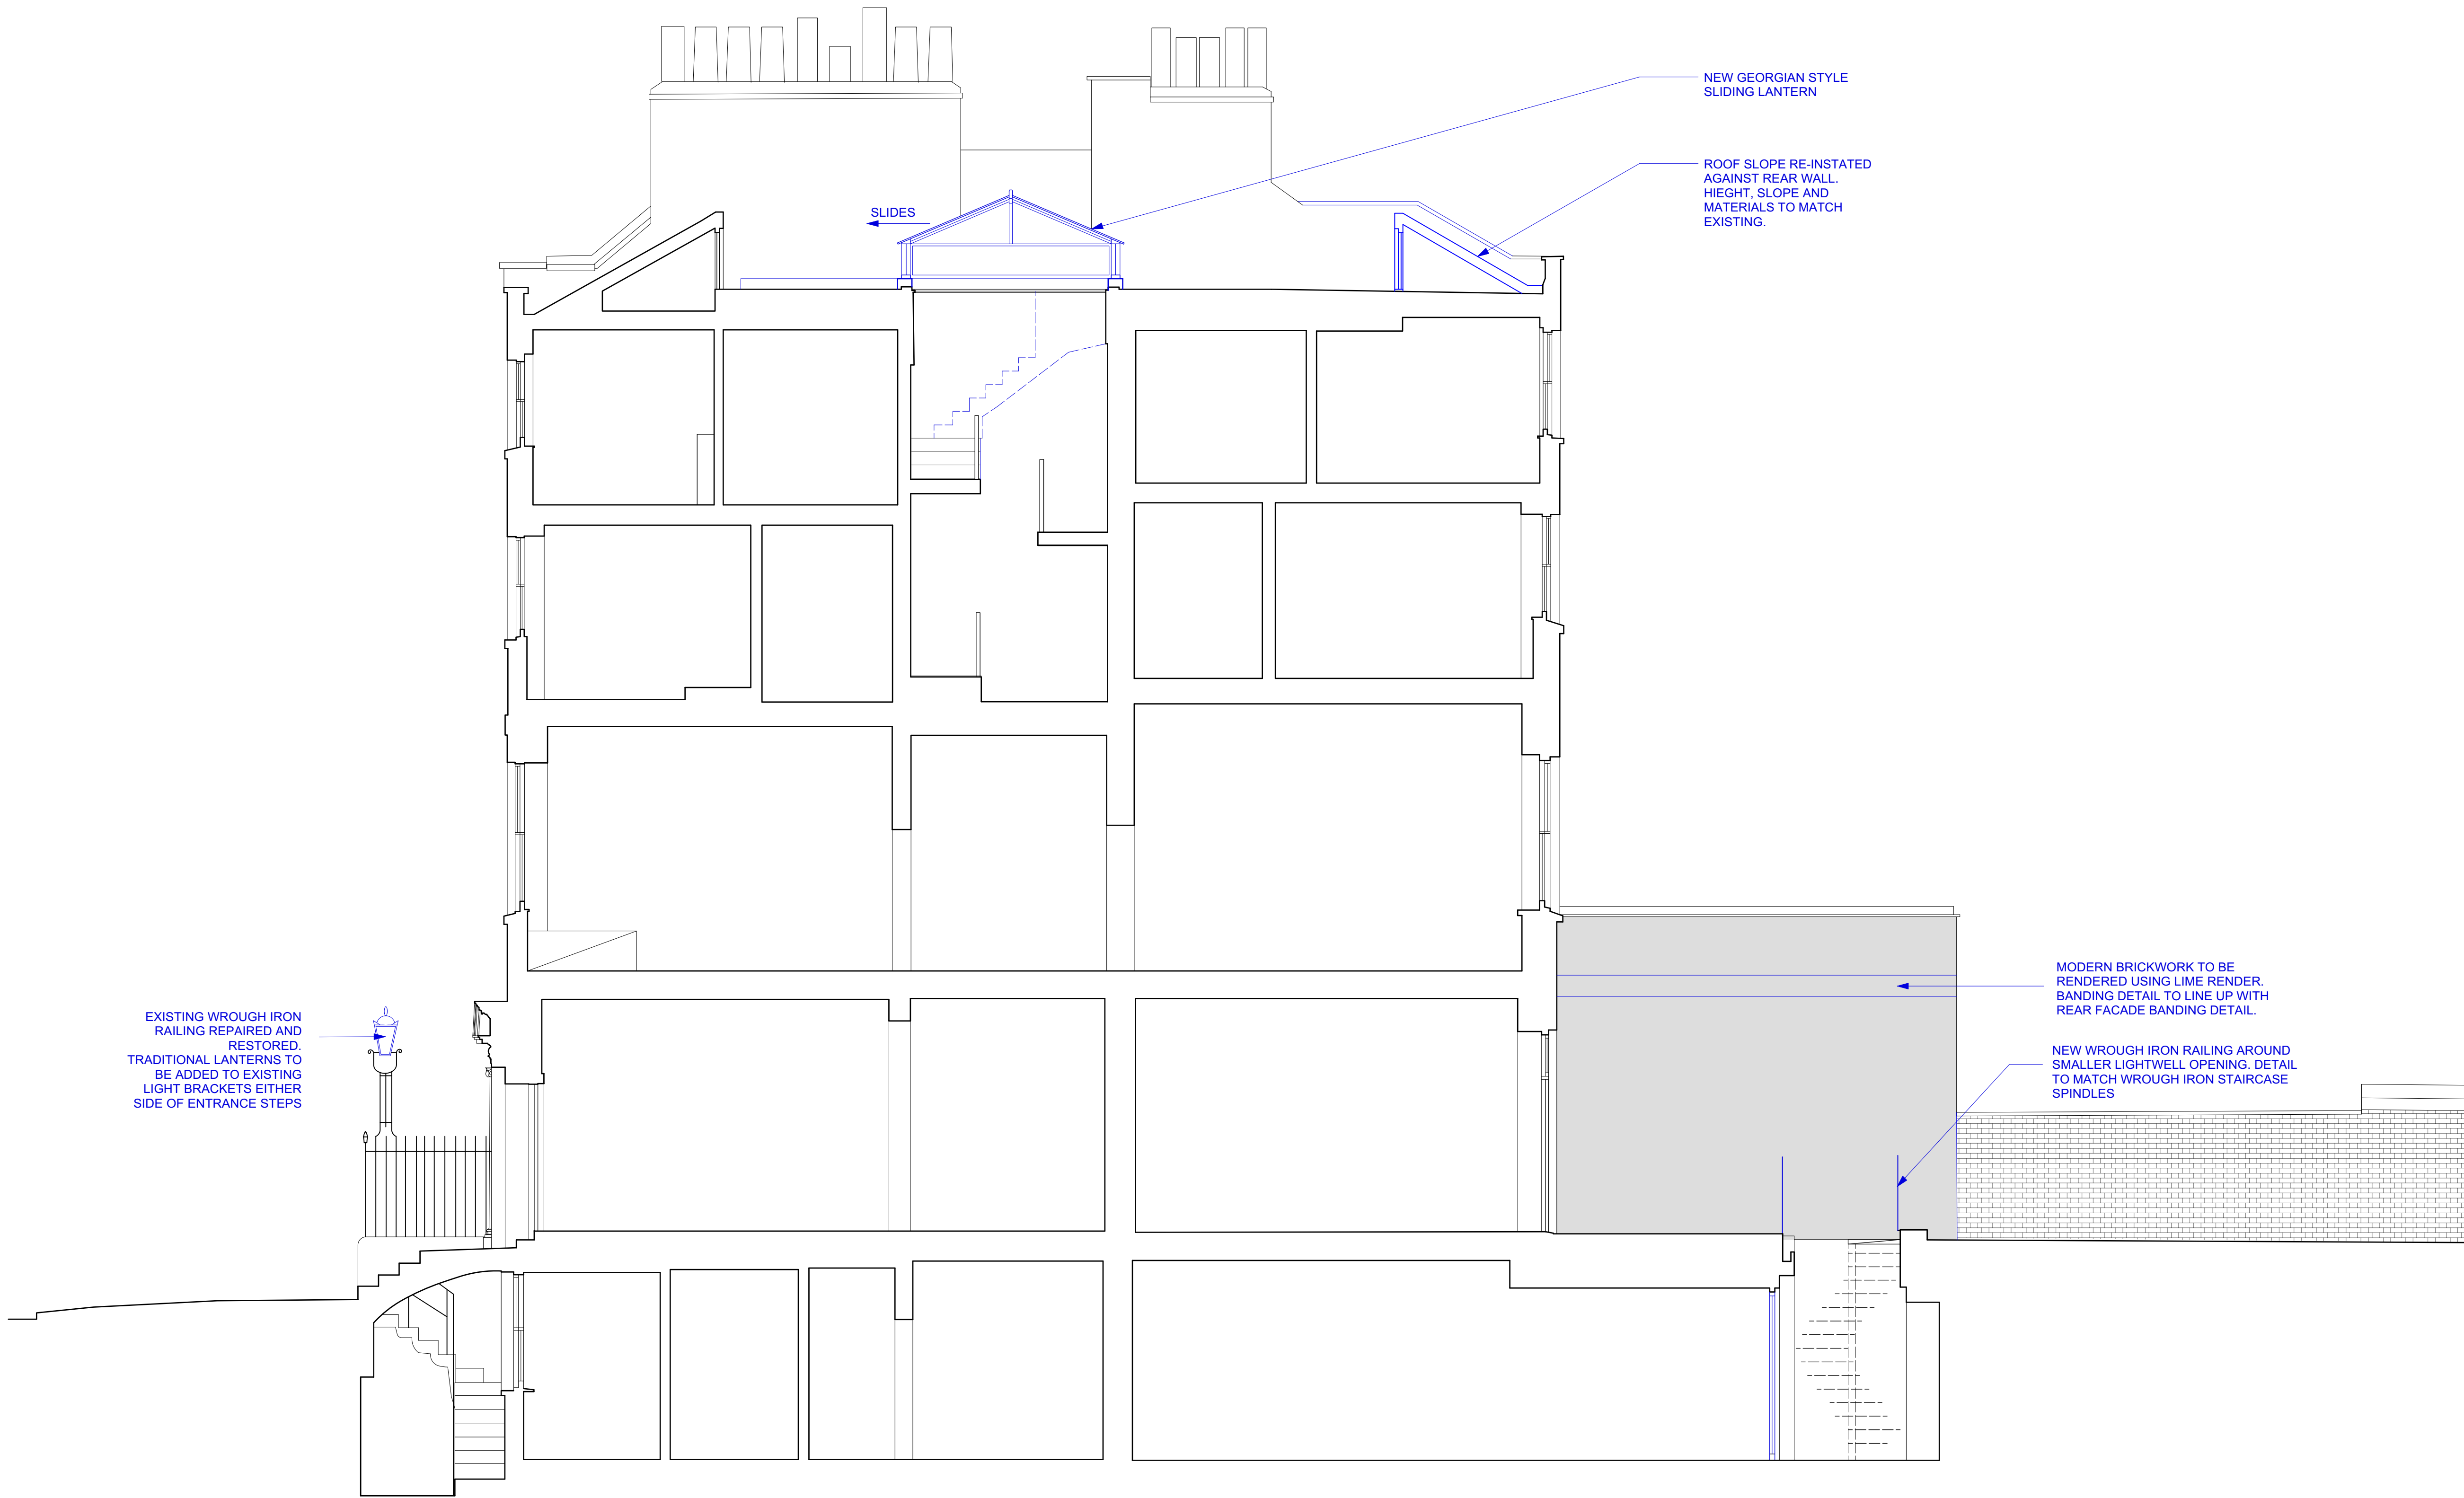 NEW GEORGIAN STYLE
SLIDING LANTERN
ROOF SLOPE RE-INSTATED
AGAINST REAR WALL.
HIEGHT, SLOPE AND
MATERIALS TO MATCH
EXISTING.
SLIDES
MODERN BRICKWORK TO BE
RENDERED USING LIME RENDER.
BANDING DETAIL TO LINE UP WITH
REAR FACADE BANDING DETAIL.
EXISTING WROUGH IRON
RAILING REPAIRED AND
RESTORED.
TRADITIONAL LANTERNS TO
BE ADDED TO EXISTING
LIGHT BRACKETS EITHER
SIDE OF ENTRANCE STEPS
NEW WROUGH IRON RAILING AROUND
SMALLER LIGHTWELL OPENING. DETAIL
TO MATCH WROUGH IRON STAIRCASE
SPINDLES